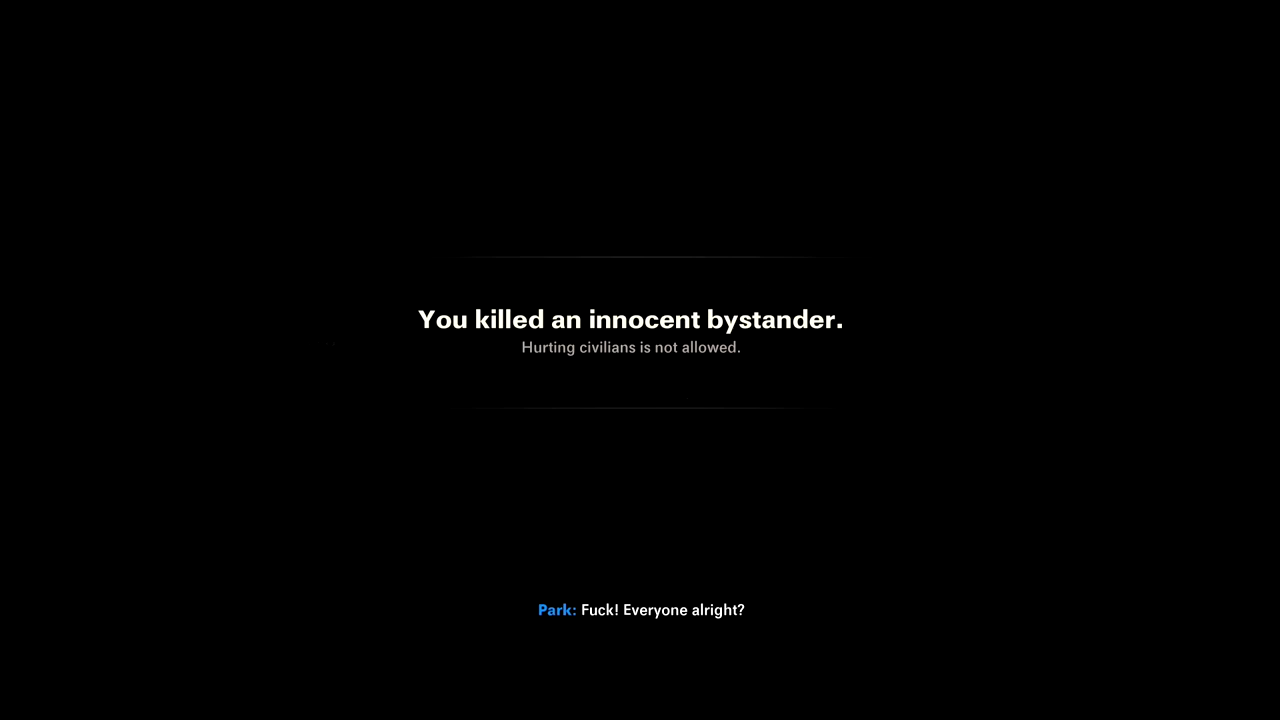 You killed an innocent bystander.
Hurting civilians is not allowed.
Park: Fuck! Everyone alright?